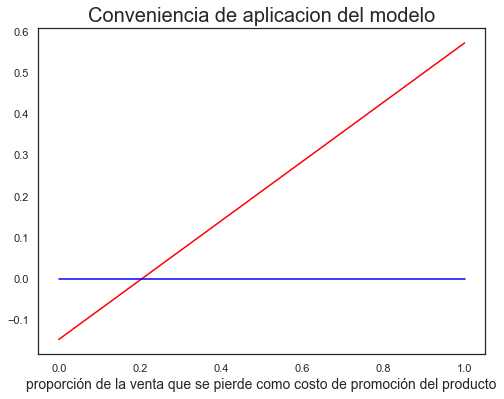 Conveniencia de aplicacion del modelo
0.6
0.5
0.4
0.3
0.2
0.1
0.0
−0.1
0.0 0.2 0.4 0.6 0.8 1.0
proporción de la venta que se pierde como costo de promoción del producto